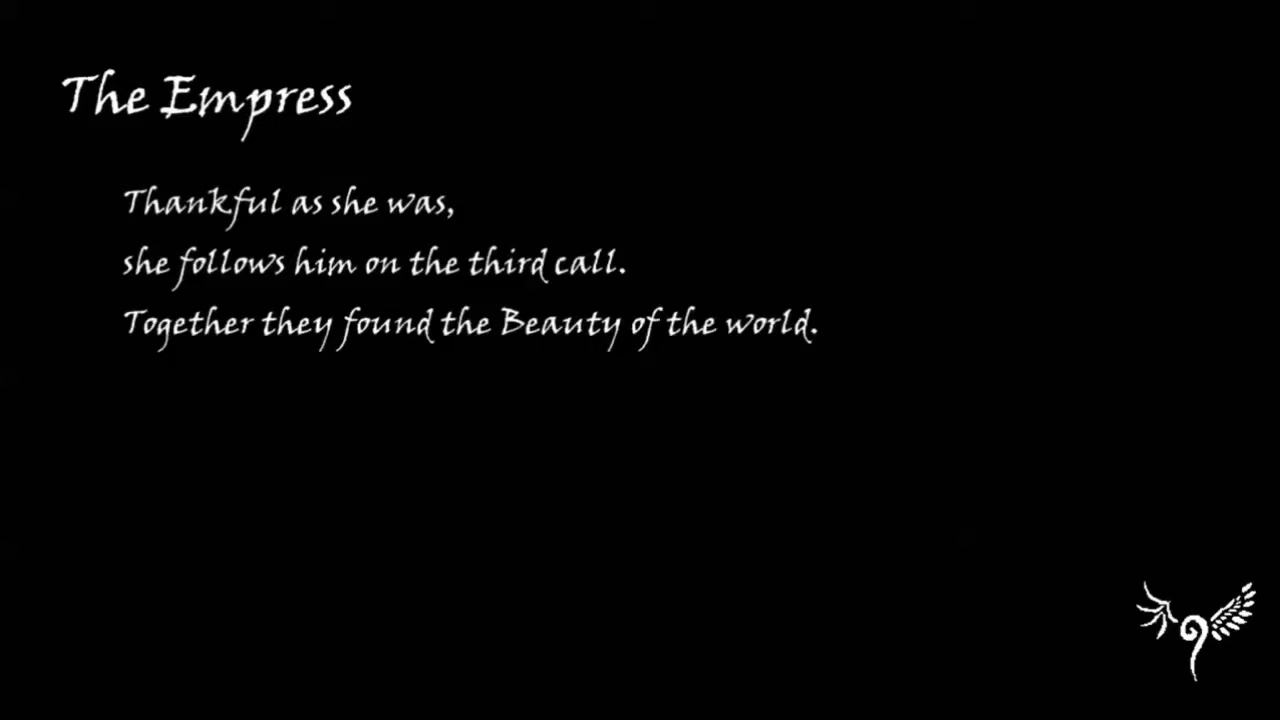 The Empress
Thankful as she was,
she follows him on the third call.
Together they found the Beauty of the world.